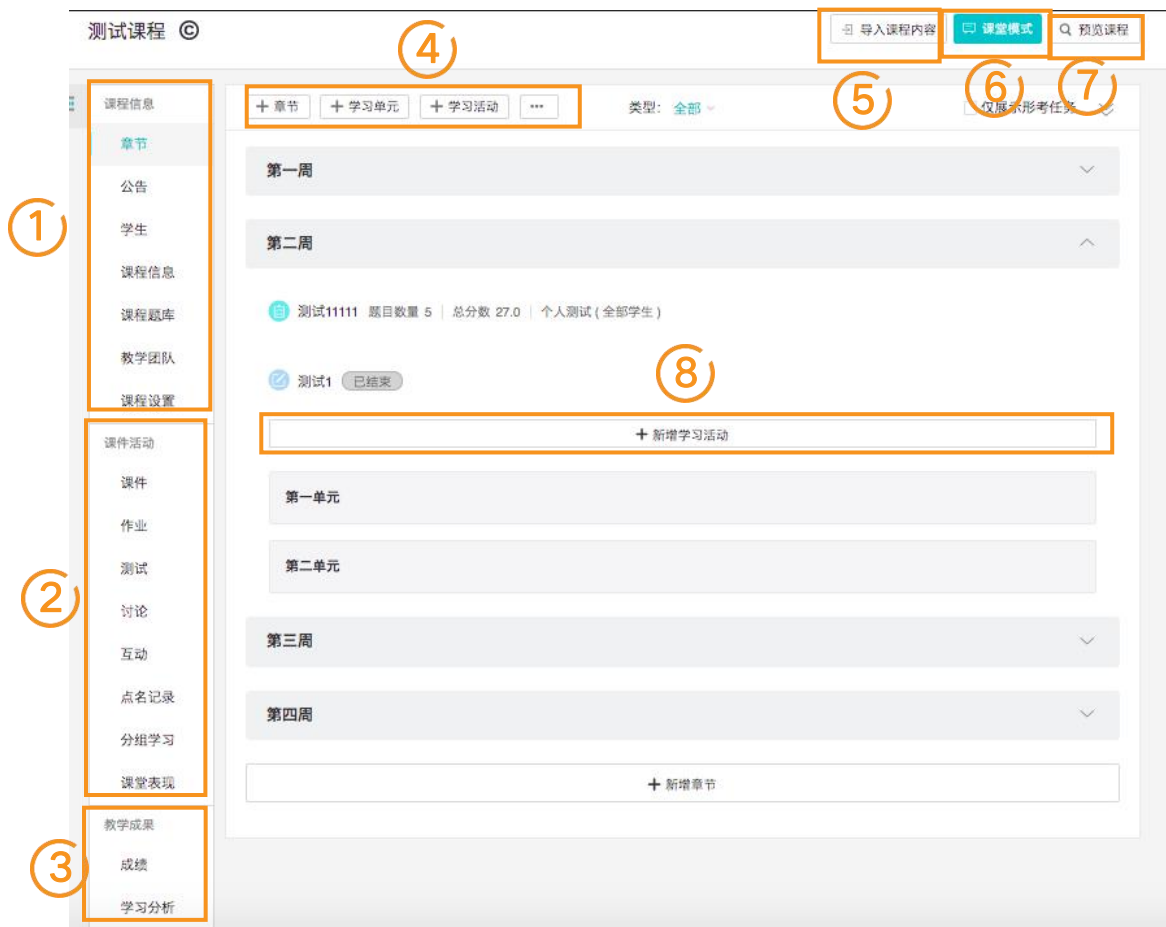 测试课程 ©
导入课程内容
课堂模式
预览课程
④
⑤
⑥
⑦
课程信息
章节
公告
学生
课程信息
课程题库
教学团队
课程设置
①
课件活动
课件
作业
测试
讨论
互动
点名记录
分组学习
课堂表现
②
教学成果
成绩
学习分析
③
+ 章节
+ 学习单元
+ 学习活动
...
类型: 全部
仅展示形考任务
第一周
第二周
测试11111 题目数量 5 | 总分数 27.0 | 个人测试 ( 全部学生 )
测试1 已结束
⑧
+ 新增学习活动
第一单元
第二单元
第三周
第四周
+ 新增章节